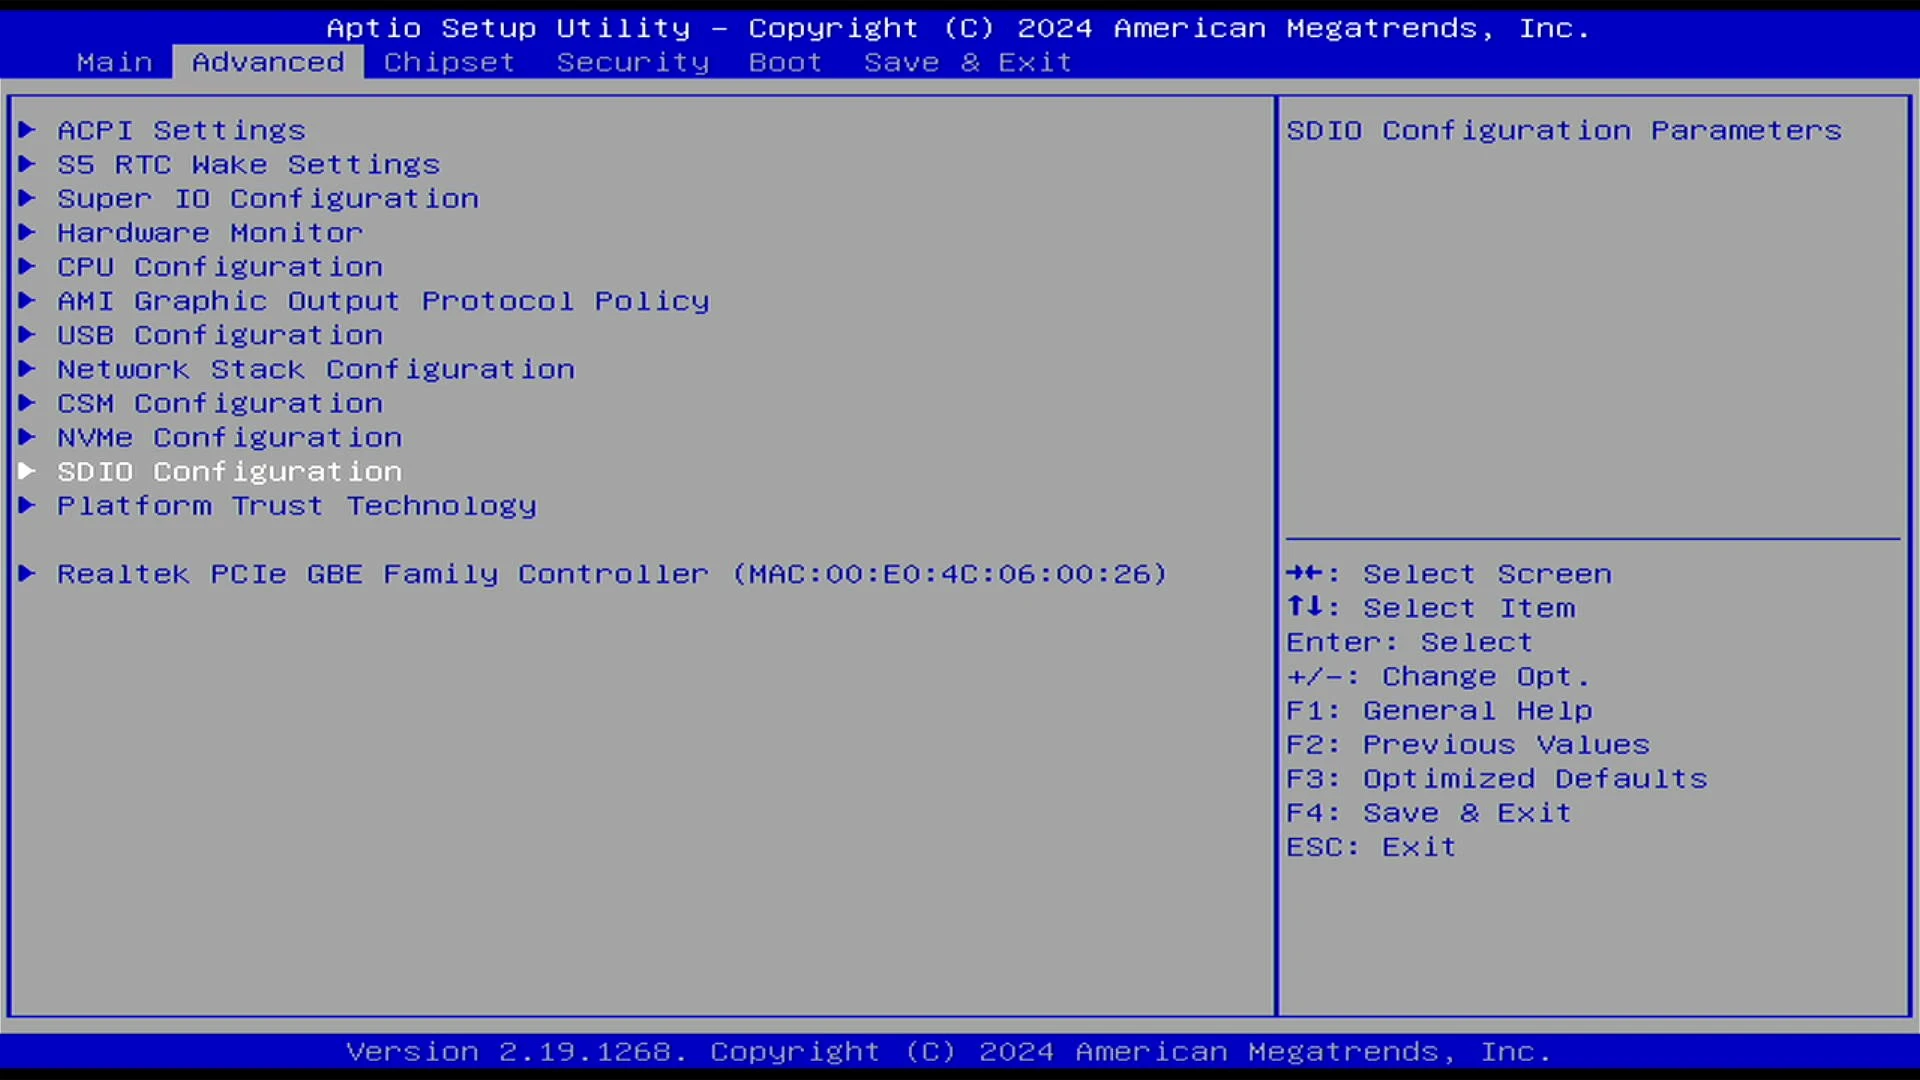 Aptio Setup Utility – Copyright (C) 2024 American Megatrends, Inc.
Main Advanced Chipset Security Boot Save & Exit
► ACPI Settings
► S5 RTC Wake Settings
► Super IO Configuration
► Hardware Monitor
► CPU Configuration
► AMI Graphic Output Protocol Policy
► USB Configuration
► Network Stack Configuration
► CSM Configuration
► NVMe Configuration
► SDIO Configuration
► Platform Trust Technology
► Realtek PCIe GBE Family Controller (MAC:00:E0:4C:06:00:26)
SDIO Configuration Parameters
→←: Select Screen
↑↓: Select Item
Enter: Select
+/-: Change Opt.
F1: General Help
F2: Previous Values
F3: Optimized Defaults
F4: Save & Exit
ESC: Exit
Version 2.19.1268. Copyright (C) 2024 American Megatrends, Inc.